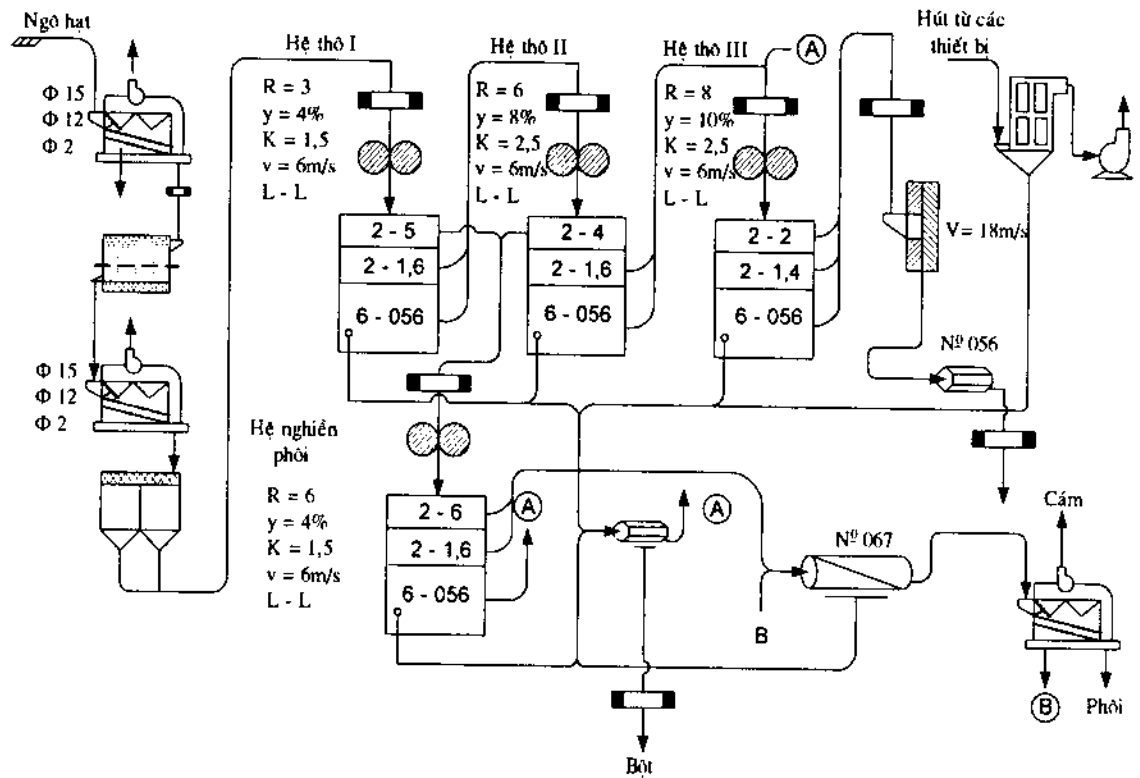 Ngô hạt
Φ 15
Φ 12
Φ 2
Φ 15
Φ 12
Φ 2
Hệ thô I
R = 3
y = 4%
K = 1,5
v = 6m/s
L - L
2 - 5
2 - 1,6
6 - 056
Hệ thô II
R = 6
y = 8%
K = 2,5
v = 6m/s
L - L
2 - 4
2 - 1,6
6 - 056
Hệ thô III
R = 8
y = 10%
K = 2,5
v = 6m/s
L - L
A
2 - 2
2 - 1,4
6 - 056
Hút từ các
thiết bị
V = 18m/s
Nº 056
Hệ nghiền
phôi
R = 6
y = 4%
K = 1,5
v = 6m/s
L - L
2 - 6
2 - 1,6
6 - 056
A
A
B
Nº 067
Cám
B
Phôi
Bột